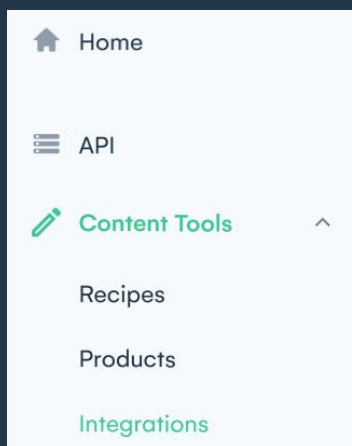 Home
API
Content Tools
Recipes
Products
Integrations